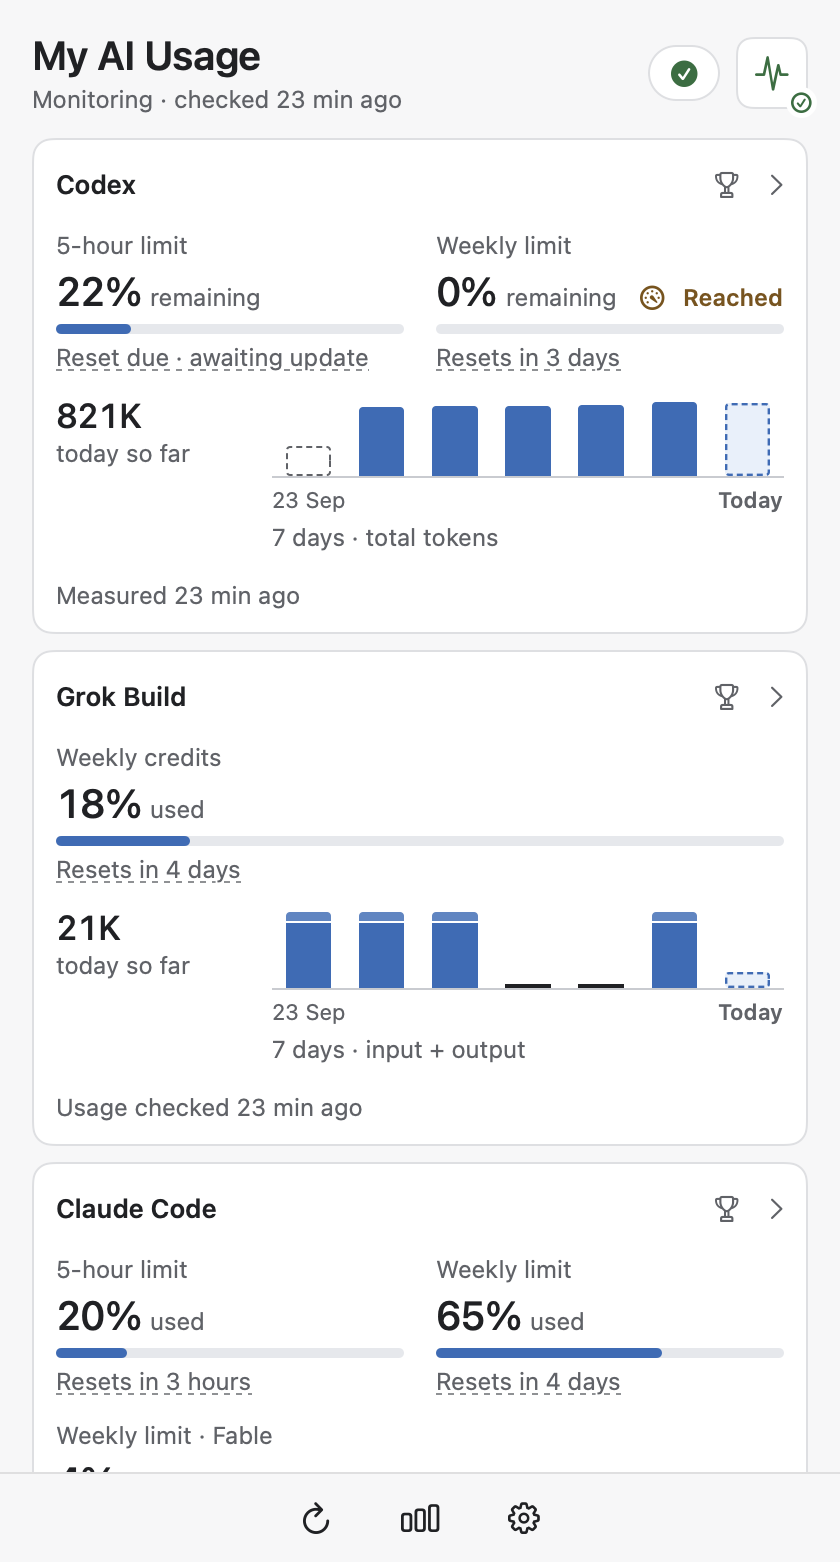 My AI Usage
Monitoring · checked 23 min ago
Codex
5-hour limit
22% remaining
Reset due · awaiting update
Weekly limit
0% remaining Reached
Resets in 3 days
821K
today so far
23 Sep Today
7 days · total tokens
Measured 23 min ago
Grok Build
Weekly credits
18% used
Resets in 4 days
21K
today so far
23 Sep Today
7 days · input + output
Usage checked 23 min ago
Claude Code
5-hour limit
20% used
Resets in 3 hours
Weekly limit
65% used
Resets in 4 days
Weekly limit · Fable